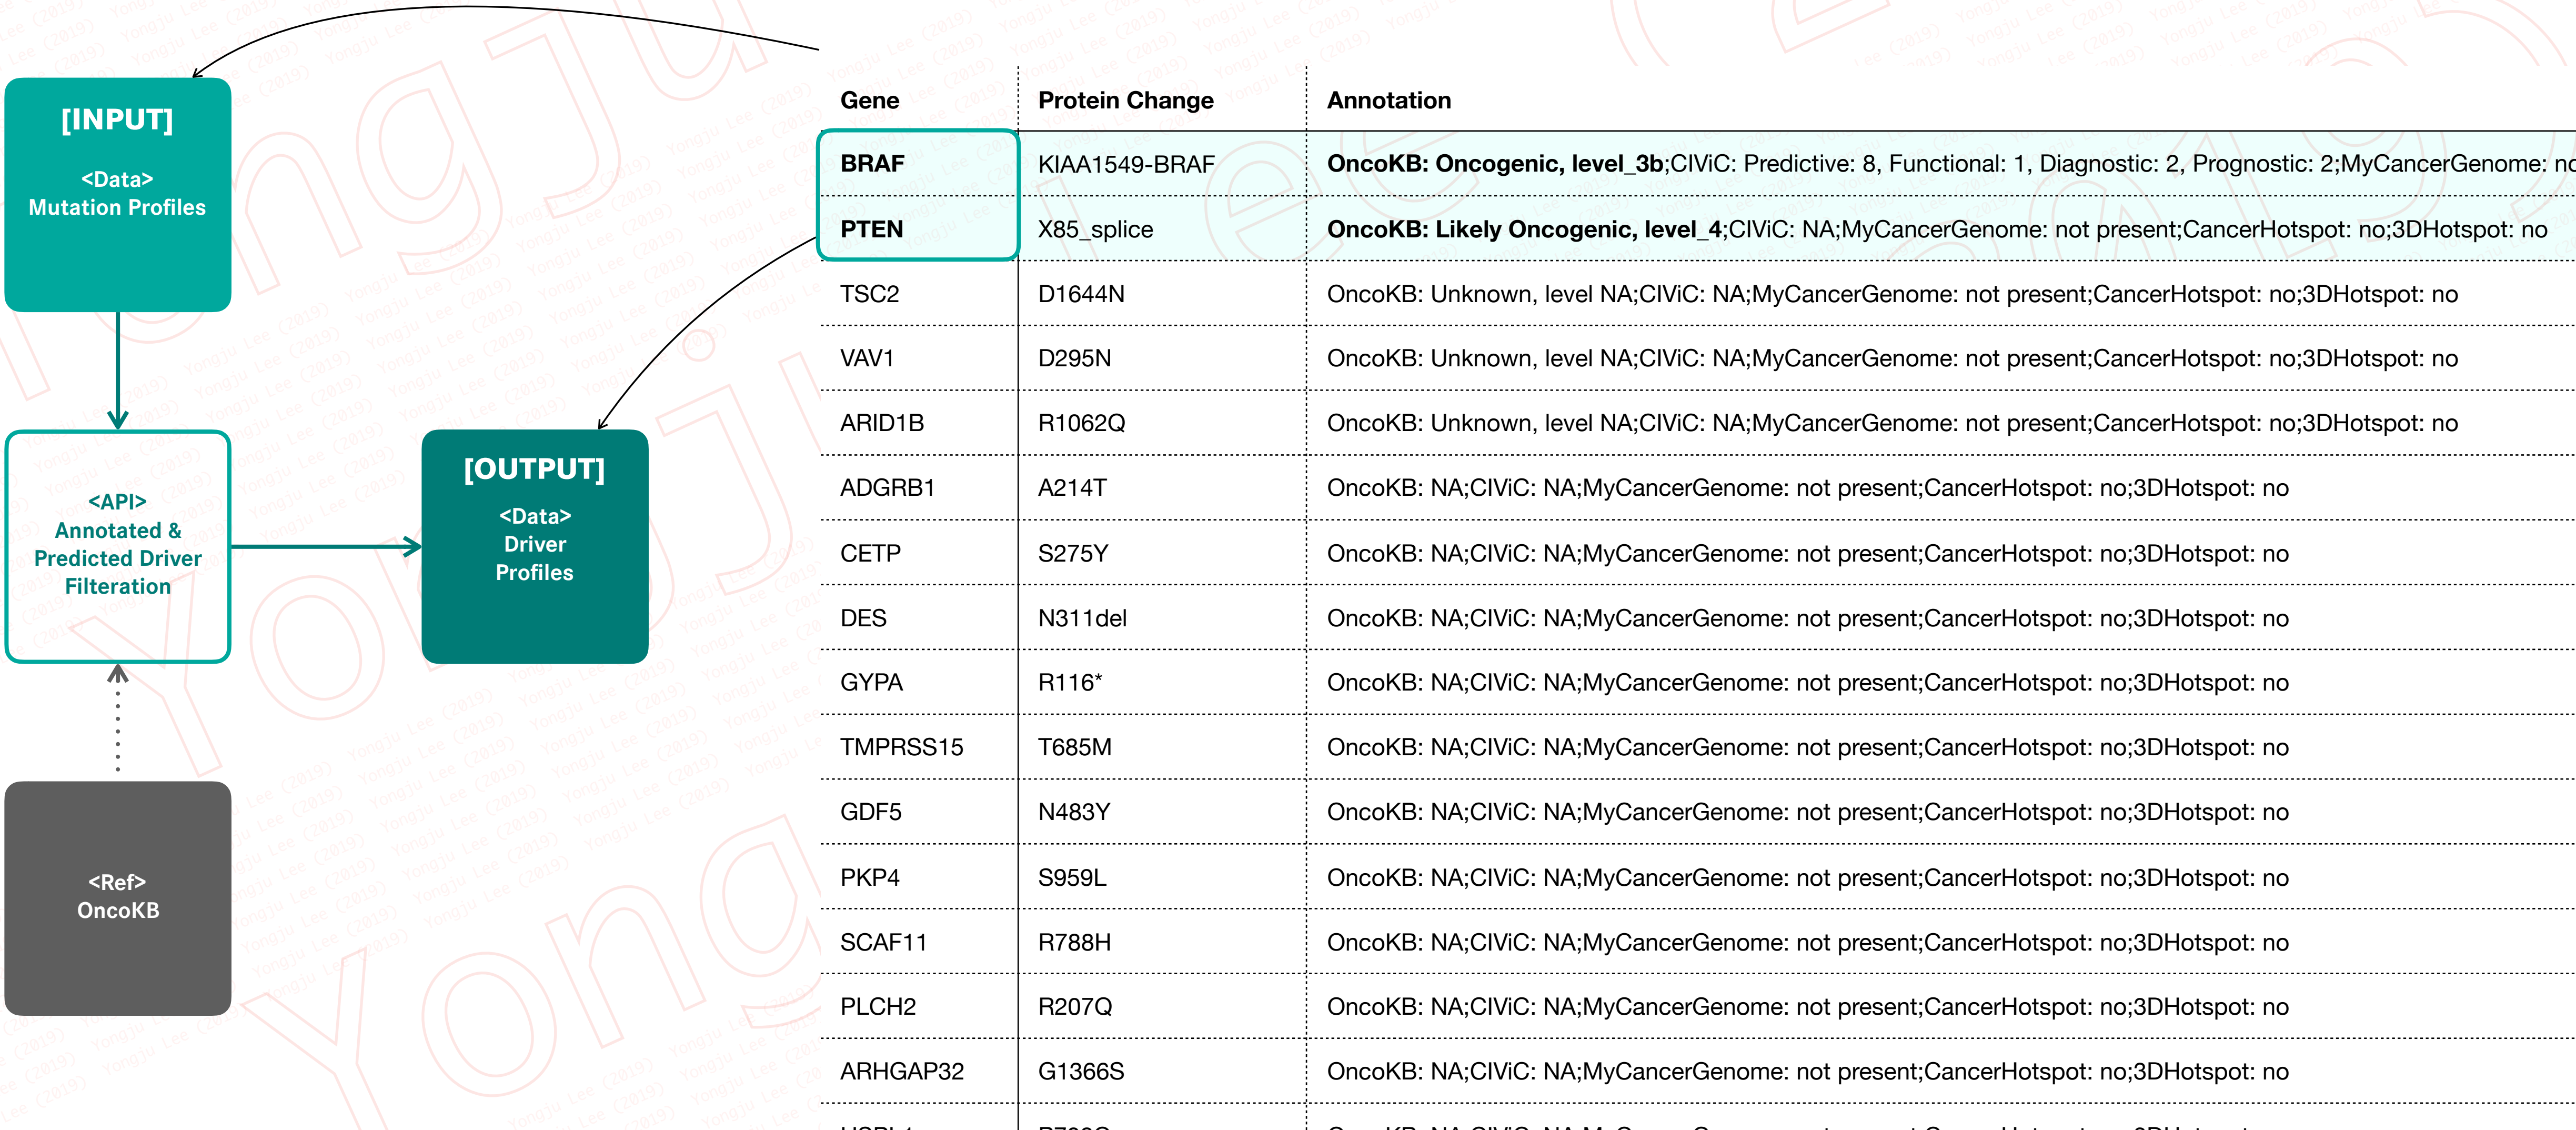 [INPUT]
<Data>
Mutation Profiles
<API>
Annotated &
Predicted Driver
Filteration
[OUTPUT]
<Data>
Driver
Profiles
<Ref>
OncoKB
Gene Protein Change Annotation
BRAF KIAA1549-BRAF OncoKB: Oncogenic, level_3b;CIViC: Predictive: 8, Functional: 1, Diagnostic: 2, Prognostic: 2;MyCancerGenome:
PTEN X85_splice OncoKB: Likely Oncogenic, level_4;CIViC: NA;MyCancerGenome: not present;CancerHotspot: no;3DHotspot: no
TSC2 D1644N OncoKB: Unknown, level NA;CIViC: NA;MyCancerGenome: not present;CancerHotspot: no;3DHotspot: no
VAV1 D295N OncoKB: Unknown, level NA;CIViC: NA;MyCancerGenome: not present;CancerHotspot: no;3DHotspot: no
ARID1B R1062Q OncoKB: Unknown, level NA;CIViC: NA;MyCancerGenome: not present;CancerHotspot: no;3DHotspot: no
ADGRB1 A214T OncoKB: NA;CIViC: NA;MyCancerGenome: not present;CancerHotspot: no;3DHotspot: no
CETP S275Y OncoKB: NA;CIViC: NA;MyCancerGenome: not present;CancerHotspot: no;3DHotspot: no
DES N311del OncoKB: NA;CIViC: NA;MyCancerGenome: not present;CancerHotspot: no;3DHotspot: no
GYPA R116* OncoKB: NA;CIViC: NA;MyCancerGenome: not present;CancerHotspot: no;3DHotspot: no
TMPRSS15 T685M OncoKB: NA;CIViC: NA;MyCancerGenome: not present;CancerHotspot: no;3DHotspot: no
GDF5 N483Y OncoKB: NA;CIViC: NA;MyCancerGenome: not present;CancerHotspot: no;3DHotspot: no
PKP4 S959L OncoKB: NA;CIViC: NA;MyCancerGenome: not present;CancerHotspot: no;3DHotspot: no
SCAF11 R788H OncoKB: NA;CIViC: NA;MyCancerGenome: not present;CancerHotspot: no;3DHotspot: no
PLCH2 R207Q OncoKB: NA;CIViC: NA;MyCancerGenome: not present;CancerHotspot: no;3DHotspot: no
ARHGAP32 G1366S OncoKB: NA;CIViC: NA;MyCancerGenome: not present;CancerHotspot: no;3DHotspot: no
Yongju Lee (2019)